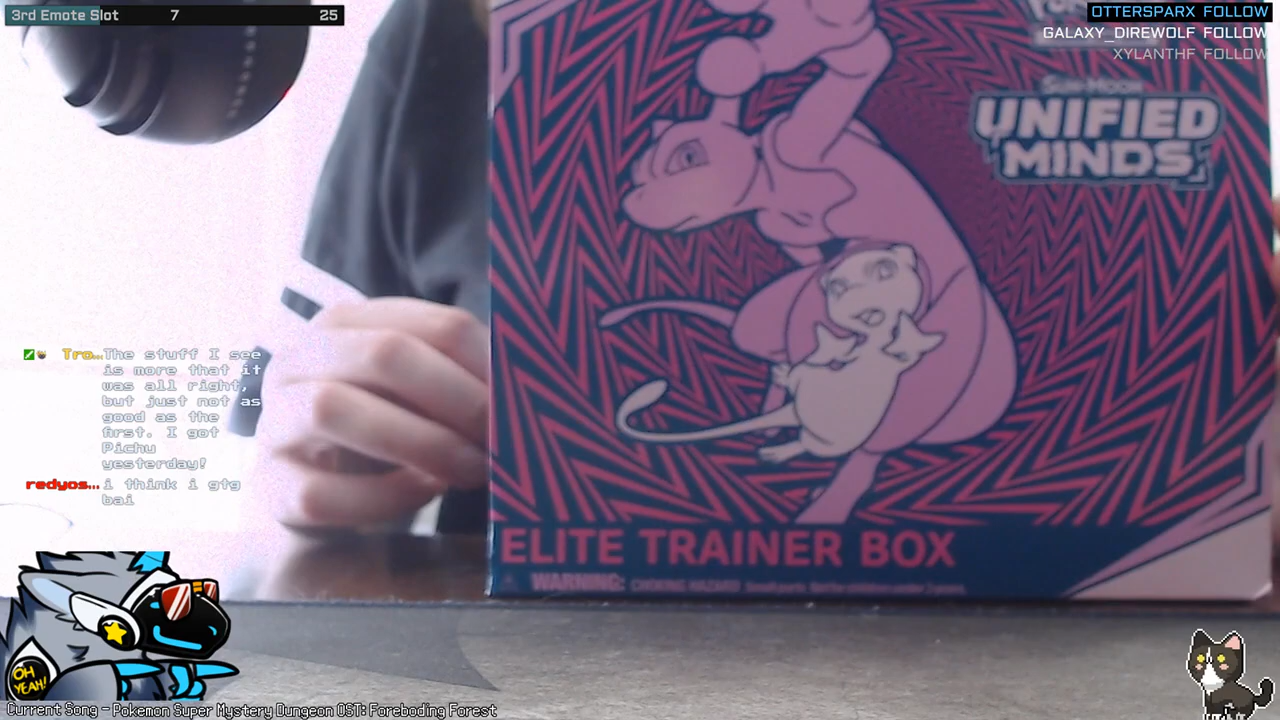 3rd Emote Slot 7 25
OTTERSPARX FOLLOW
GALAXY_DIREWOLF FOLLOW
XYLANTHF FOLLOW
SUN & MOON
UNIFIED
MINDS
Tro...The stuff I see
is more that it
was all right,
but just not as
good as the
first. I got
Pichu
yesterday!
redyos...i think i gtg
bai
ELITE TRAINER BOX
WARNING: CHOKING HAZARD
OH
YEAH!
Current Song - Pokemon Super Mystery Dungeon OST: Foreboding Forest